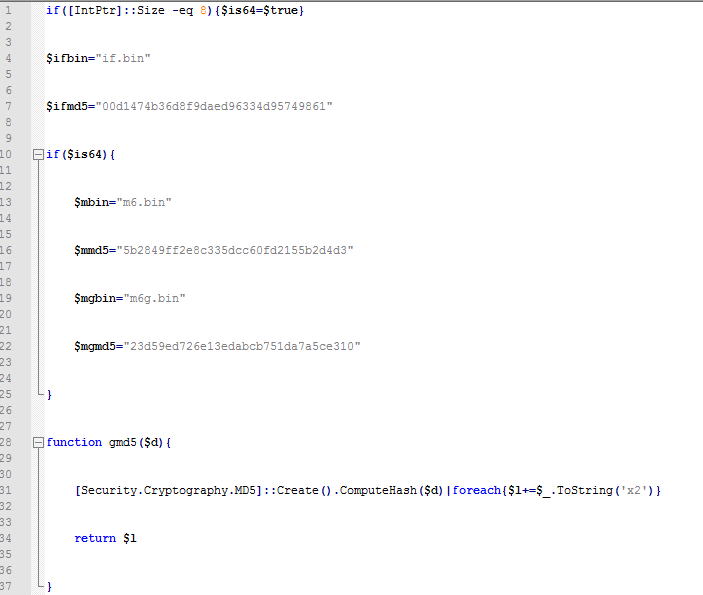 1 if([IntPtr]::Size -eq 8){$is64=$true}
2
3
4 $ifbin="if.bin"
5
6
7 $ifmd5="00d1474b36d8f9daed96334d95749861"
8
9
10 if($is64){
11
12
13 $mbin="m6.bin"
14
15
16 $mmd5="5b2849ff2e8c335dcc60fd2155b2d4d3"
17
18
19 $mgbin="m6g.bin"
20
21
22 $mgmd5="23d59ed726e13edabcb751da7a5ce310"
23
24
25 }
26
27
28 function gmd5($d){
29
30
31 [Security.Cryptography.MD5]::Create().ComputeHash($d)|foreach{$l+=$_.ToString('x2')}
32
33
34 return $l
35
36
37 }